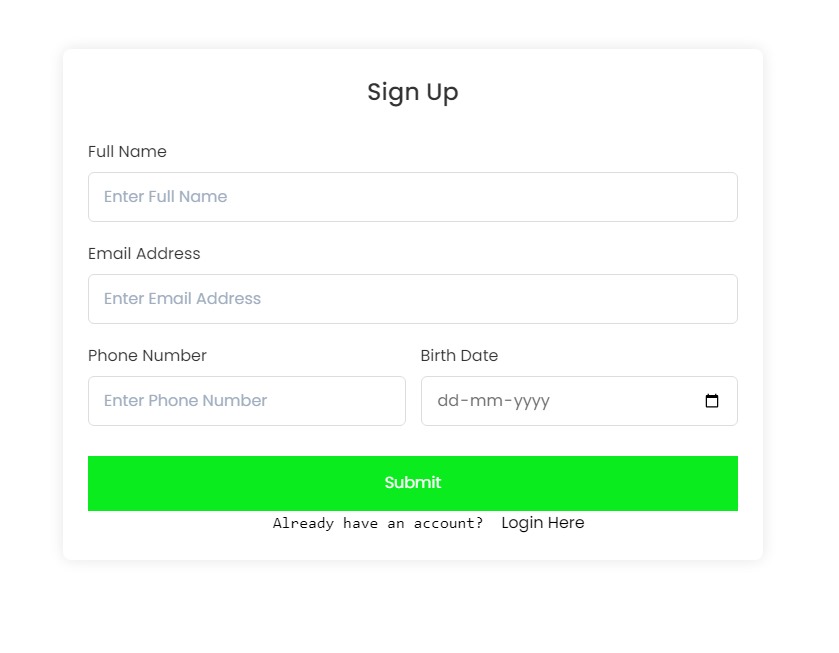 Sign Up
Full Name
Enter Full Name
Email Address
Enter Email Address
Phone Number Birth Date
Enter Phone Number dd-mm-yyyy
Submit
Already have an account? Login Here